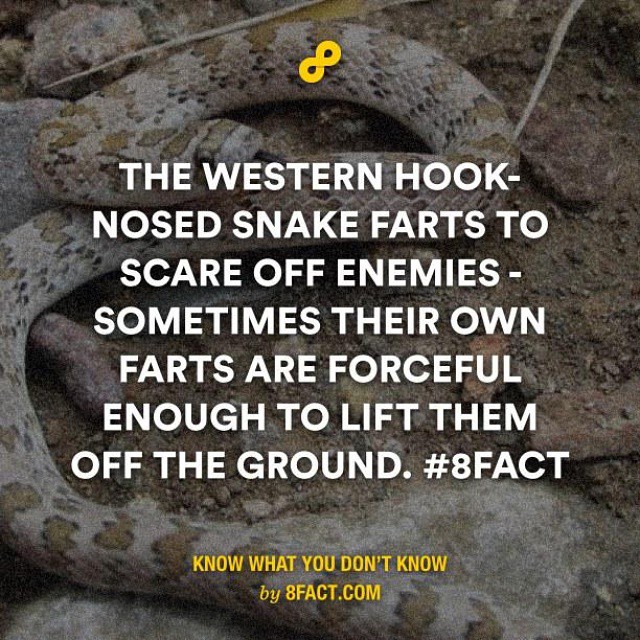 THE WESTERN HOOK-
NOSED SNAKE FARTS TO
SCARE OFF ENEMIES -
SOMETIMES THEIR OWN
FARTS ARE FORCEFUL
ENOUGH TO LIFT THEM
OFF THE GROUND. #8FACT
KNOW WHAT YOU DON'T KNOW
by 8FACT.COM